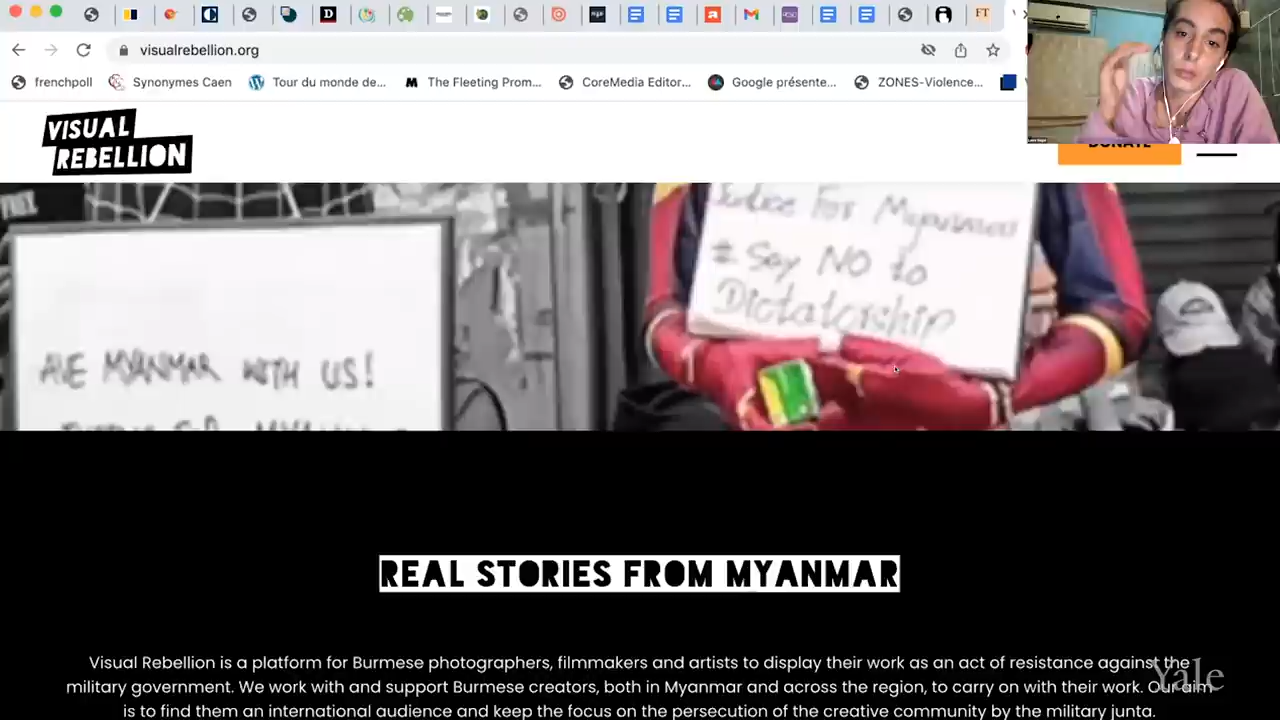 visualrebellion.org
frenchpoll
Synonymes Caen
Tour du monde de...
The Fleeting Prom...
CoreMedia Editor...
Google présente...
ZONES-Violence...
FT
VISUAL
REBELLION
DONATE
Justice For Myanmar
# Say NO to
Dictatorship
MYANMAR WITH US!
REAL STORIES FROM MYANMAR
Visual Rebellion is a platform for Burmese photographers, filmmakers and artists to display their work as an act of resistance against the
military government. We work with and support Burmese creators, both in Myanmar and across the region, to carry on with their work. Our aim
is to find them an international audience and keep the focus on the persecution of the creative community by the military junta.
Yale